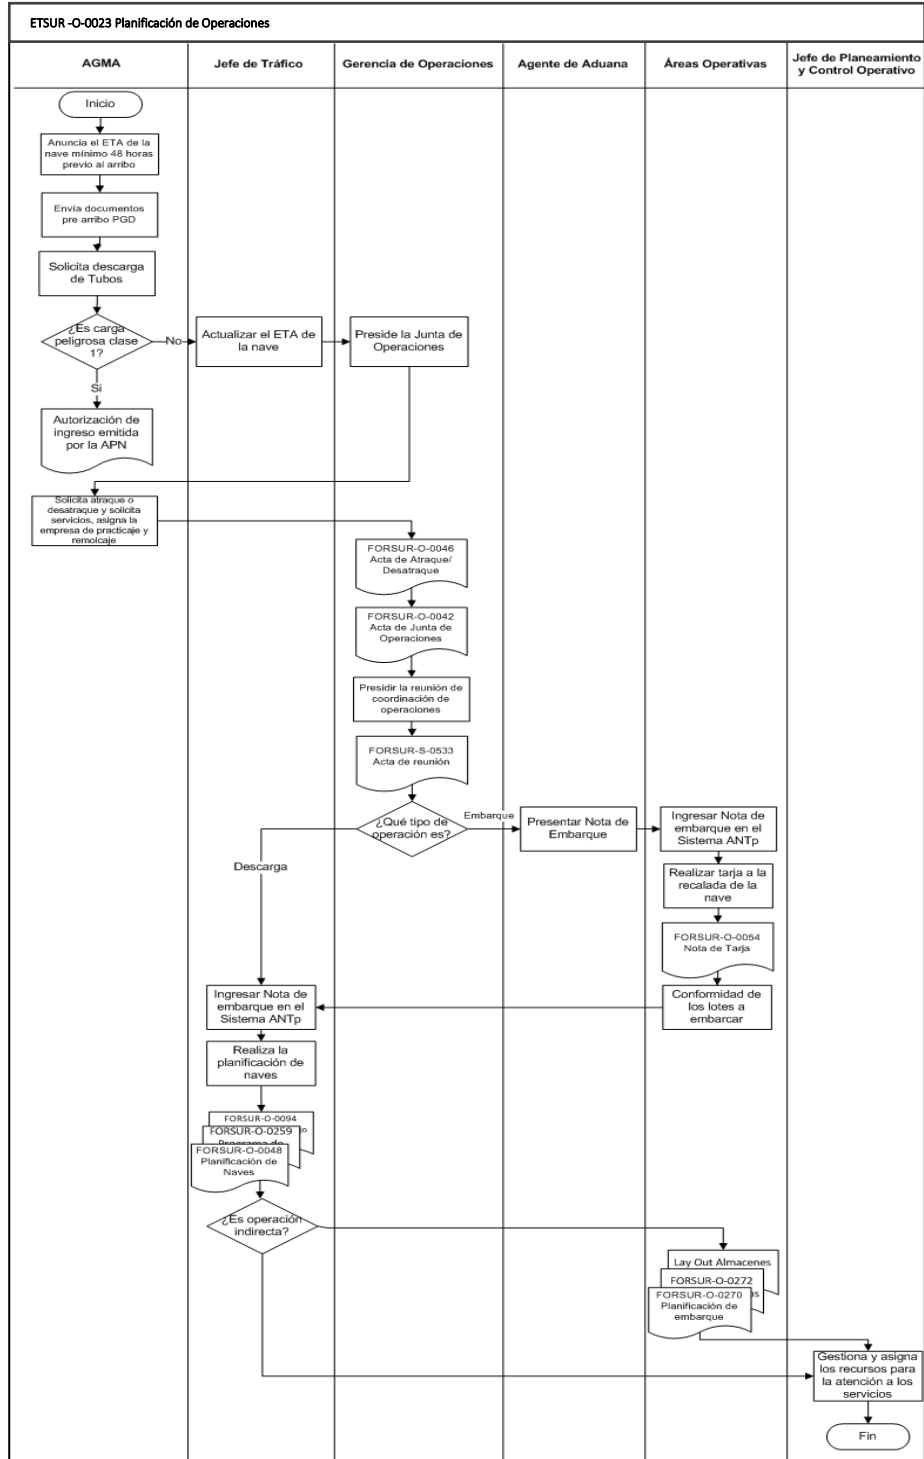 ETSUR -O-0023 Planificación de Operaciones
AGMA
Jefe de Tráfico
Gerencia de Operaciones
Agente de Aduana
Áreas Operativas
Jefe de Planeamiento
y Control Operativo
Inicio
Anuncia el ETA de la
nave mínimo 48 horas
previo al arribo
Envía documentos
pre arribo PGD
Solicita descarga
de Tubos
¿Es carga
peligrosa clase
1?
No
Actualizar el ETA de
la nave
Preside la Junta de
Operaciones
Si
Autorización de
ingreso emitida
por la APN
Solicita atraque o
desatraque y solicita
servicios, asigna la
empresa de practicaje y
remolcaje
FORSUR-O-0046
Acta de Atraque/
Desatraque
FORSUR-O-0042
Acta de Junta de
Operaciones
Presidir la reunión de
coordinación de
operaciones
FORSUR-S-0533
Acta de reunión
¿Qué tipo de
operación es?
Embarque
Presentar Nota de
Embarque
Ingresar Nota de
embarque en el
Sistema ANTp
Descarga
Realizar tarja a la
recalada de la
nave
FORSUR-O-0054
Nota de Tarja
Conformidad de
los lotes a
embarcar
Ingresar Nota de
embarque en el
Sistema ANTp
Realiza la
planificación de
naves
FORSUR-O-0094
FORSUR-O-0259
Programa de
FORSUR-O-0048
Planificación de
Naves
¿Es operación
indirecta?
Lay Out Almacenes
FORSUR-O-0272
FORSUR-O-0270
Planificación de
embarque
Gestiona y asigna
los recursos para
la atención a los
servicios
Fin